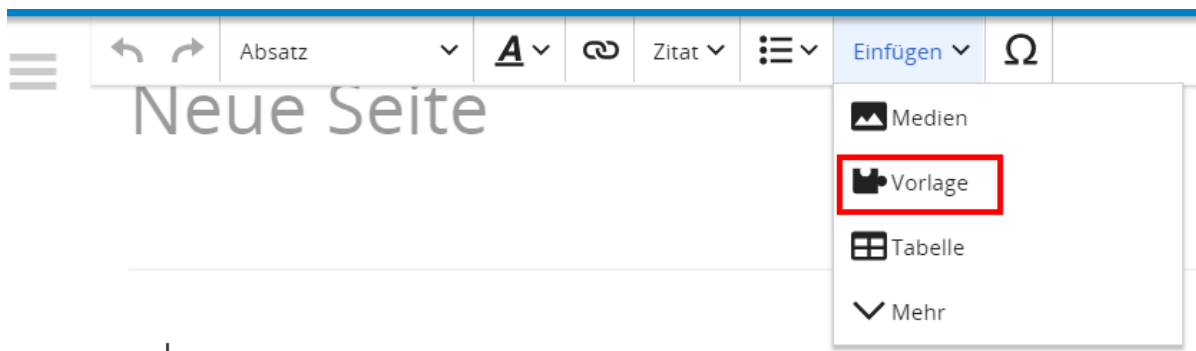 Absatz A Zitat Einfügen Ω
Neue Seite
Medien
Vorlage
Tabelle
Mehr